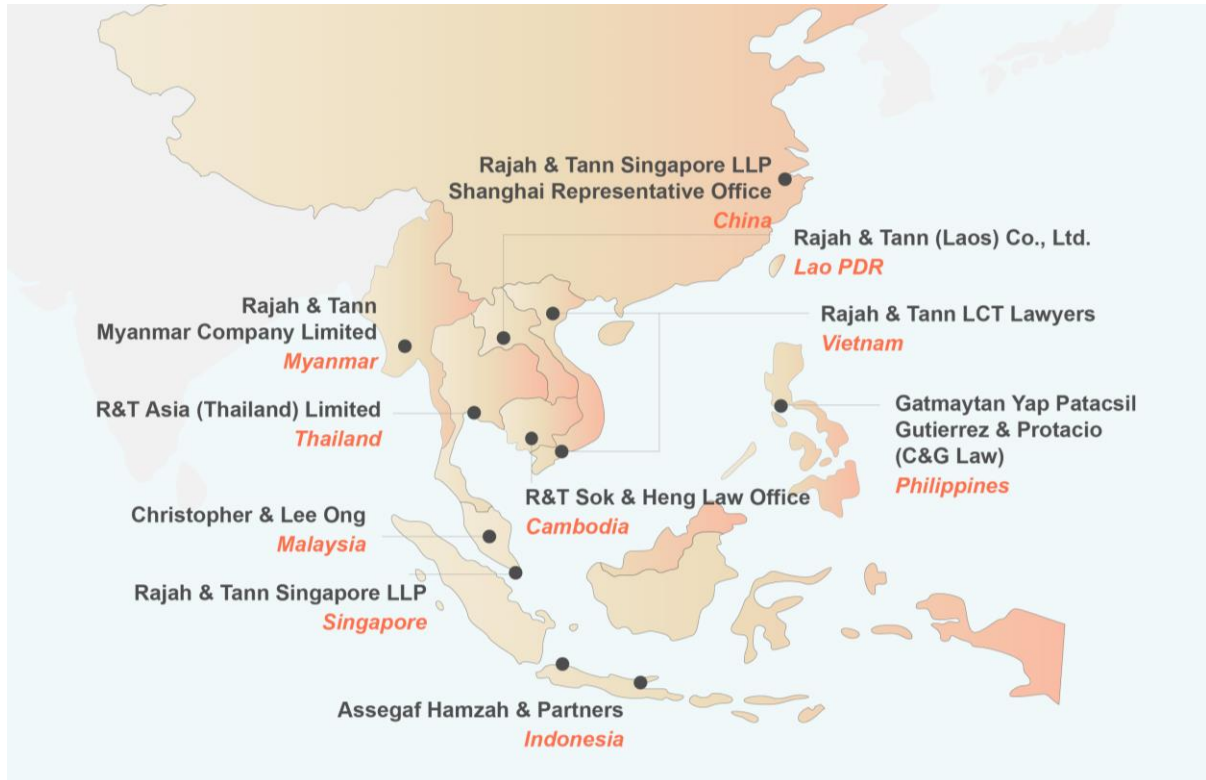 Rajah & Tann Singapore LLP
Shanghai Representative Office
China
Rajah & Tann (Laos) Co., Ltd.
Lao PDR
Rajah & Tann
Myanmar Company Limited
Myanmar
Rajah & Tann LCT Lawyers
Vietnam
R&T Asia (Thailand) Limited
Thailand
Gatmaytan Yap Patacsil
Gutierrez & Protacio
(C&G Law)
Philippines
R&T Sok & Heng Law Office
Cambodia
Christopher & Lee Ong
Malaysia
Rajah & Tann Singapore LLP
Singapore
Assegaf Hamzah & Partners
Indonesia